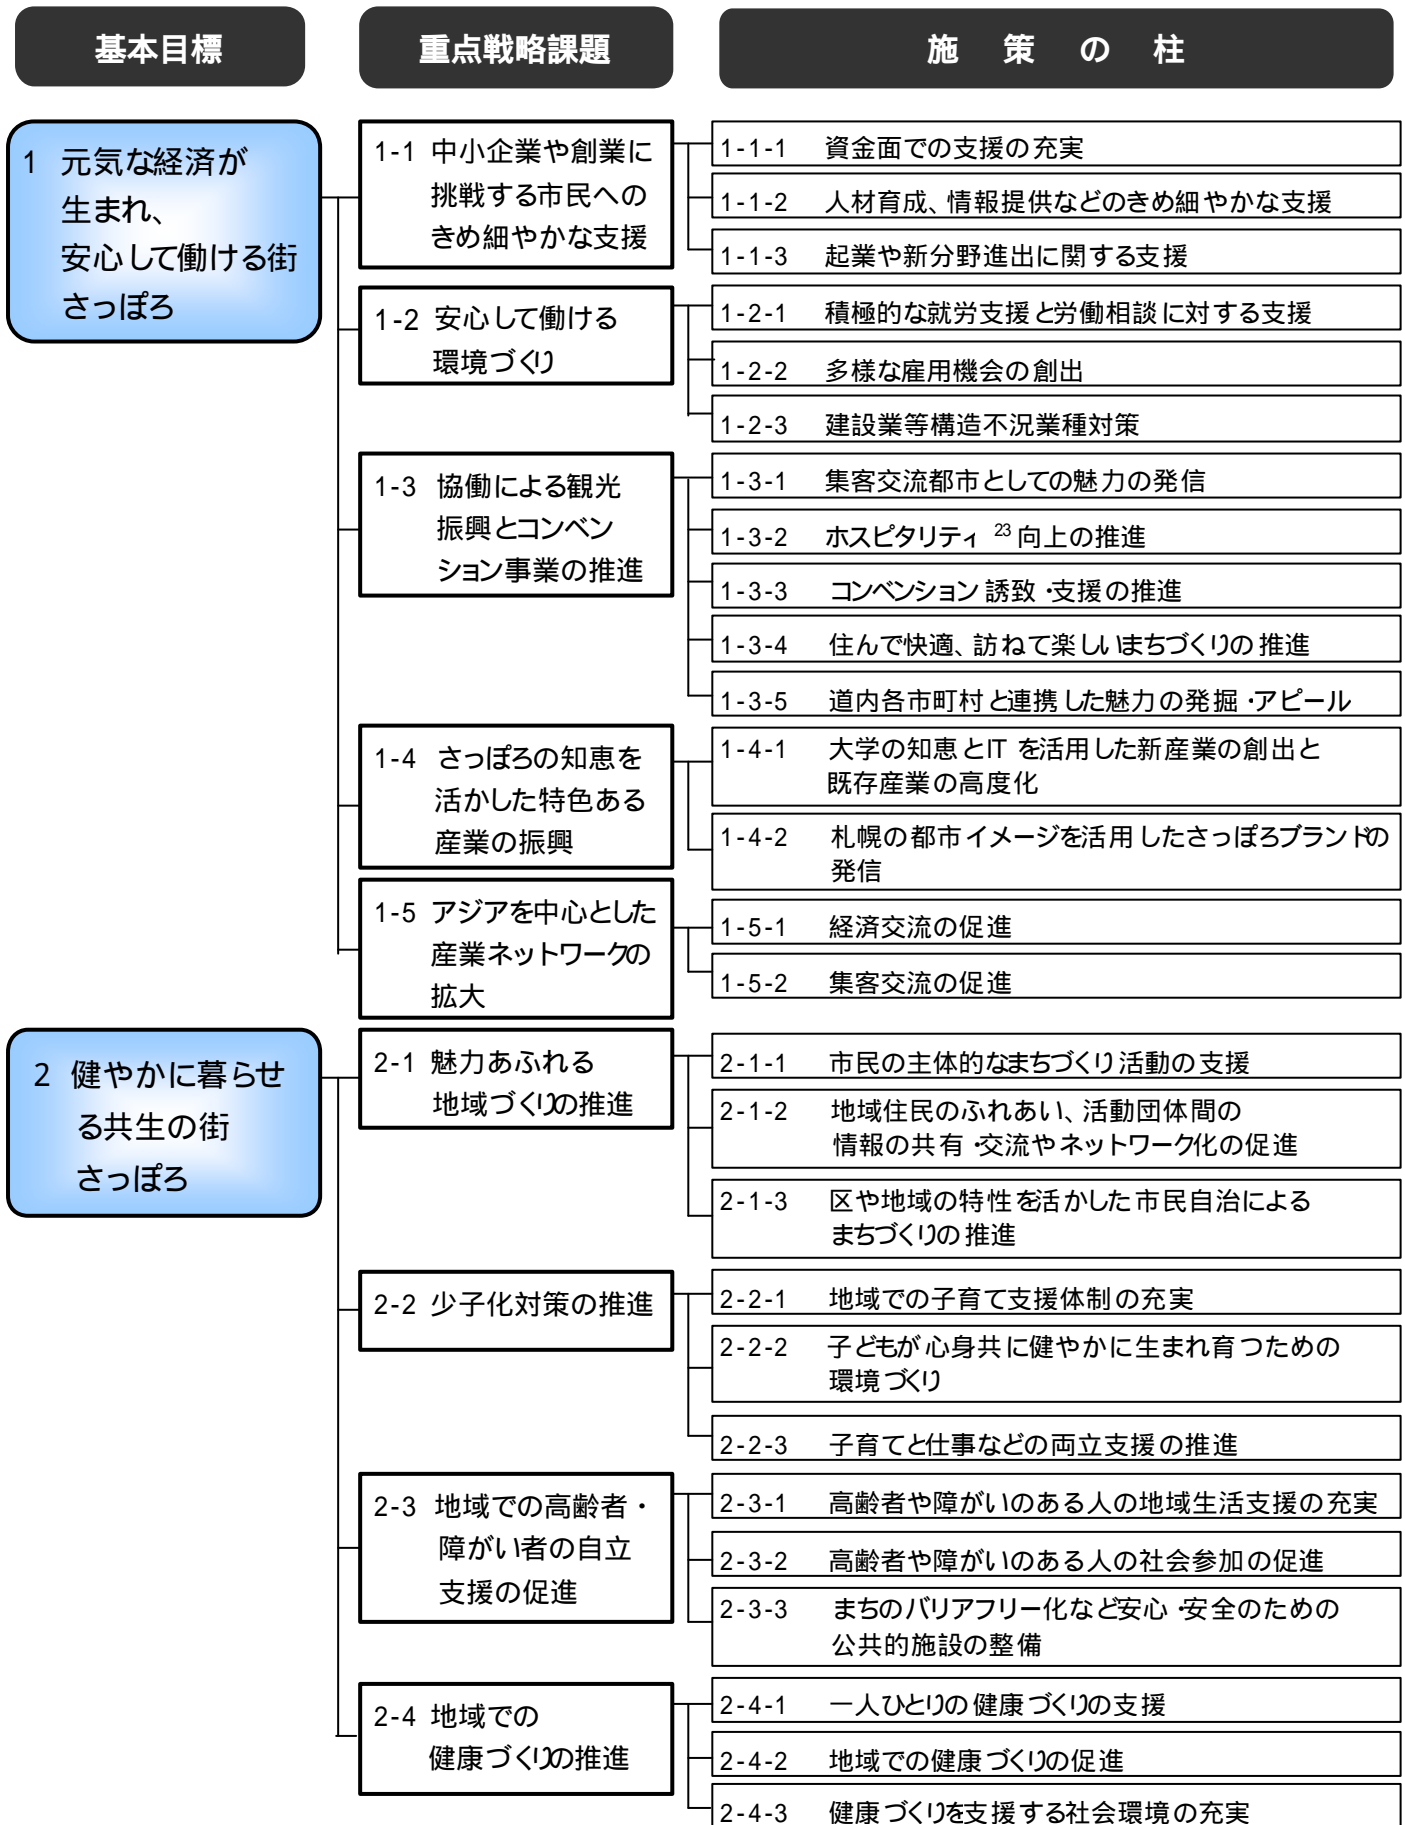 基本目標
重点戦略課題
施策の柱
1 元気な経済が
生まれ、
安心して働ける街
さっぽろ
1-1 中小企業や創業に
挑戦する市民への
きめ細やかな支援
1-1-1 資金面での支援の充実
1-1-2 人材育成、情報提供などのきめ細やかな支援
1-1-3 起業や新分野進出に関する支援
1-2 安心して働ける
環境づくり
1-2-1 積極的な就労支援と労働相談に対する支援
1-2-2 多様な雇用機会の創出
1-2-3 建設業等構造不況業種対策
1-3 協働による観光
振興とコンベン
ション事業の推進
1-3-1 集客交流都市としての魅力の発信
1-3-2 ホスピタリティ 23 向上の推進
1-3-3 コンベンション誘致・支援の推進
1-3-4 住んで快適、訪ねて楽しいまちづくりの推進
1-3-5 道内各市町村と連携した魅力の発掘・アピール
1-4 さっぽろの知恵を
活かした特色ある
産業の振興
1-4-1 大学の知恵とIT を活用した新産業の創出と
既存産業の高度化
1-4-2 札幌の都市イメージを活用したさっぽろブランドの
発信
1-5 アジアを中心とした
産業ネットワークの
拡大
1-5-1 経済交流の促進
1-5-2 集客交流の促進
2 健やかに暮らせ
る共生の街
さっぽろ
2-1 魅力あふれる
地域づくりの推進
2-1-1 市民の主体的なまちづくり活動の支援
2-1-2 地域住民のふれあい、活動団体間の
情報の共有・交流やネットワーク化の促進
2-1-3 区や地域の特性を活かした市民自治による
まちづくりの推進
2-2 少子化対策の推進
2-2-1 地域での子育て支援体制の充実
2-2-2 子どもが心身共に健やかに生まれ育つための
環境づくり
2-2-3 子育てと仕事などの両立支援の推進
2-3 地域での高齢者・
障がい者の自立
支援の促進
2-3-1 高齢者や障がいのある人の地域生活支援の充実
2-3-2 高齢者や障がいのある人の社会参加の促進
2-3-3 まちのバリアフリー化など安心・安全のための
公共的施設の整備
2-4 地域での
健康づくりの推進
2-4-1 一人ひとりの健康づくりの支援
2-4-2 地域での健康づくりの促進
2-4-3 健康づくりを支援する社会環境の充実